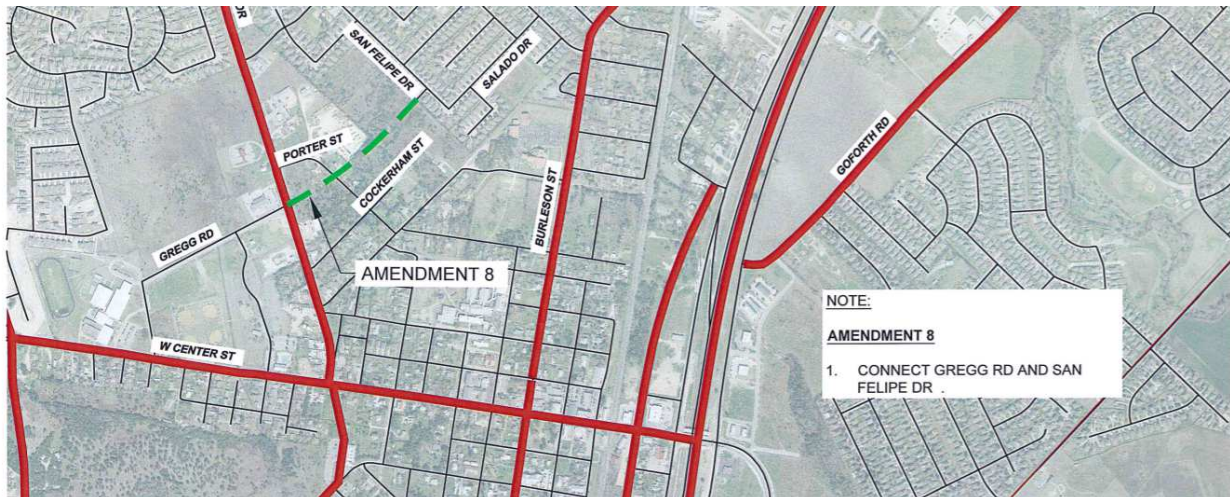 OR
SAN FELIPE DR
SALADO DR
PORTER ST
COCKERHAM ST
GREGG RD
BURLESON ST
GOFORTH RD
AMENDMENT 8
W CENTER ST
NOTE:
AMENDMENT 8
1. CONNECT GREGG RD AND SAN
FELIPE DR .